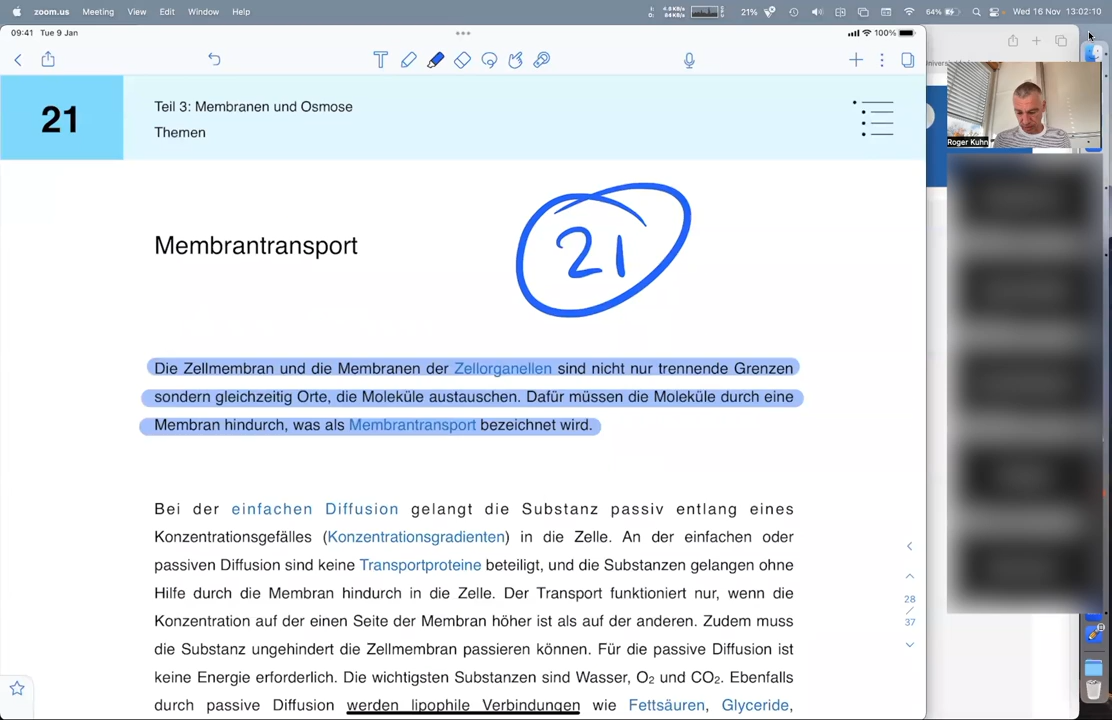 zoom.us Meeting View Edit Window Help
21% 64% Wed 16 Nov 13:02:10
09:41 Tue 9 Jan
100%
T
21
Teil 3: Membranen und Osmose
Themen
Roger Kuhn
21
Membrantransport
Die Zellmembran und die Membranen der Zellorganellen sind nicht nur trennende Grenzen
sondern gleichzeitig Orte, die Moleküle austauschen. Dafür müssen die Moleküle durch eine
Membran hindurch, was als Membrantransport bezeichnet wird.
Bei der einfachen Diffusion gelangt die Substanz passiv entlang eines
Konzentrationsgefälles (Konzentrationsgradienten) in die Zelle. An der einfachen oder
passiven Diffusion sind keine Transportproteine beteiligt, und die Substanzen gelangen ohne
Hilfe durch die Membran hindurch in die Zelle. Der Transport funktioniert nur, wenn die
Konzentration auf der einen Seite der Membran höher ist als auf der anderen. Zudem muss
die Substanz ungehindert die Zellmembran passieren können. Für die passive Diffusion ist
keine Energie erforderlich. Die wichtigsten Substanzen sind Wasser, O₂ und CO₂. Ebenfalls
durch passive Diffusion werden lipophile Verbindungen wie Fettsäuren, Glyceride,
28
/
37